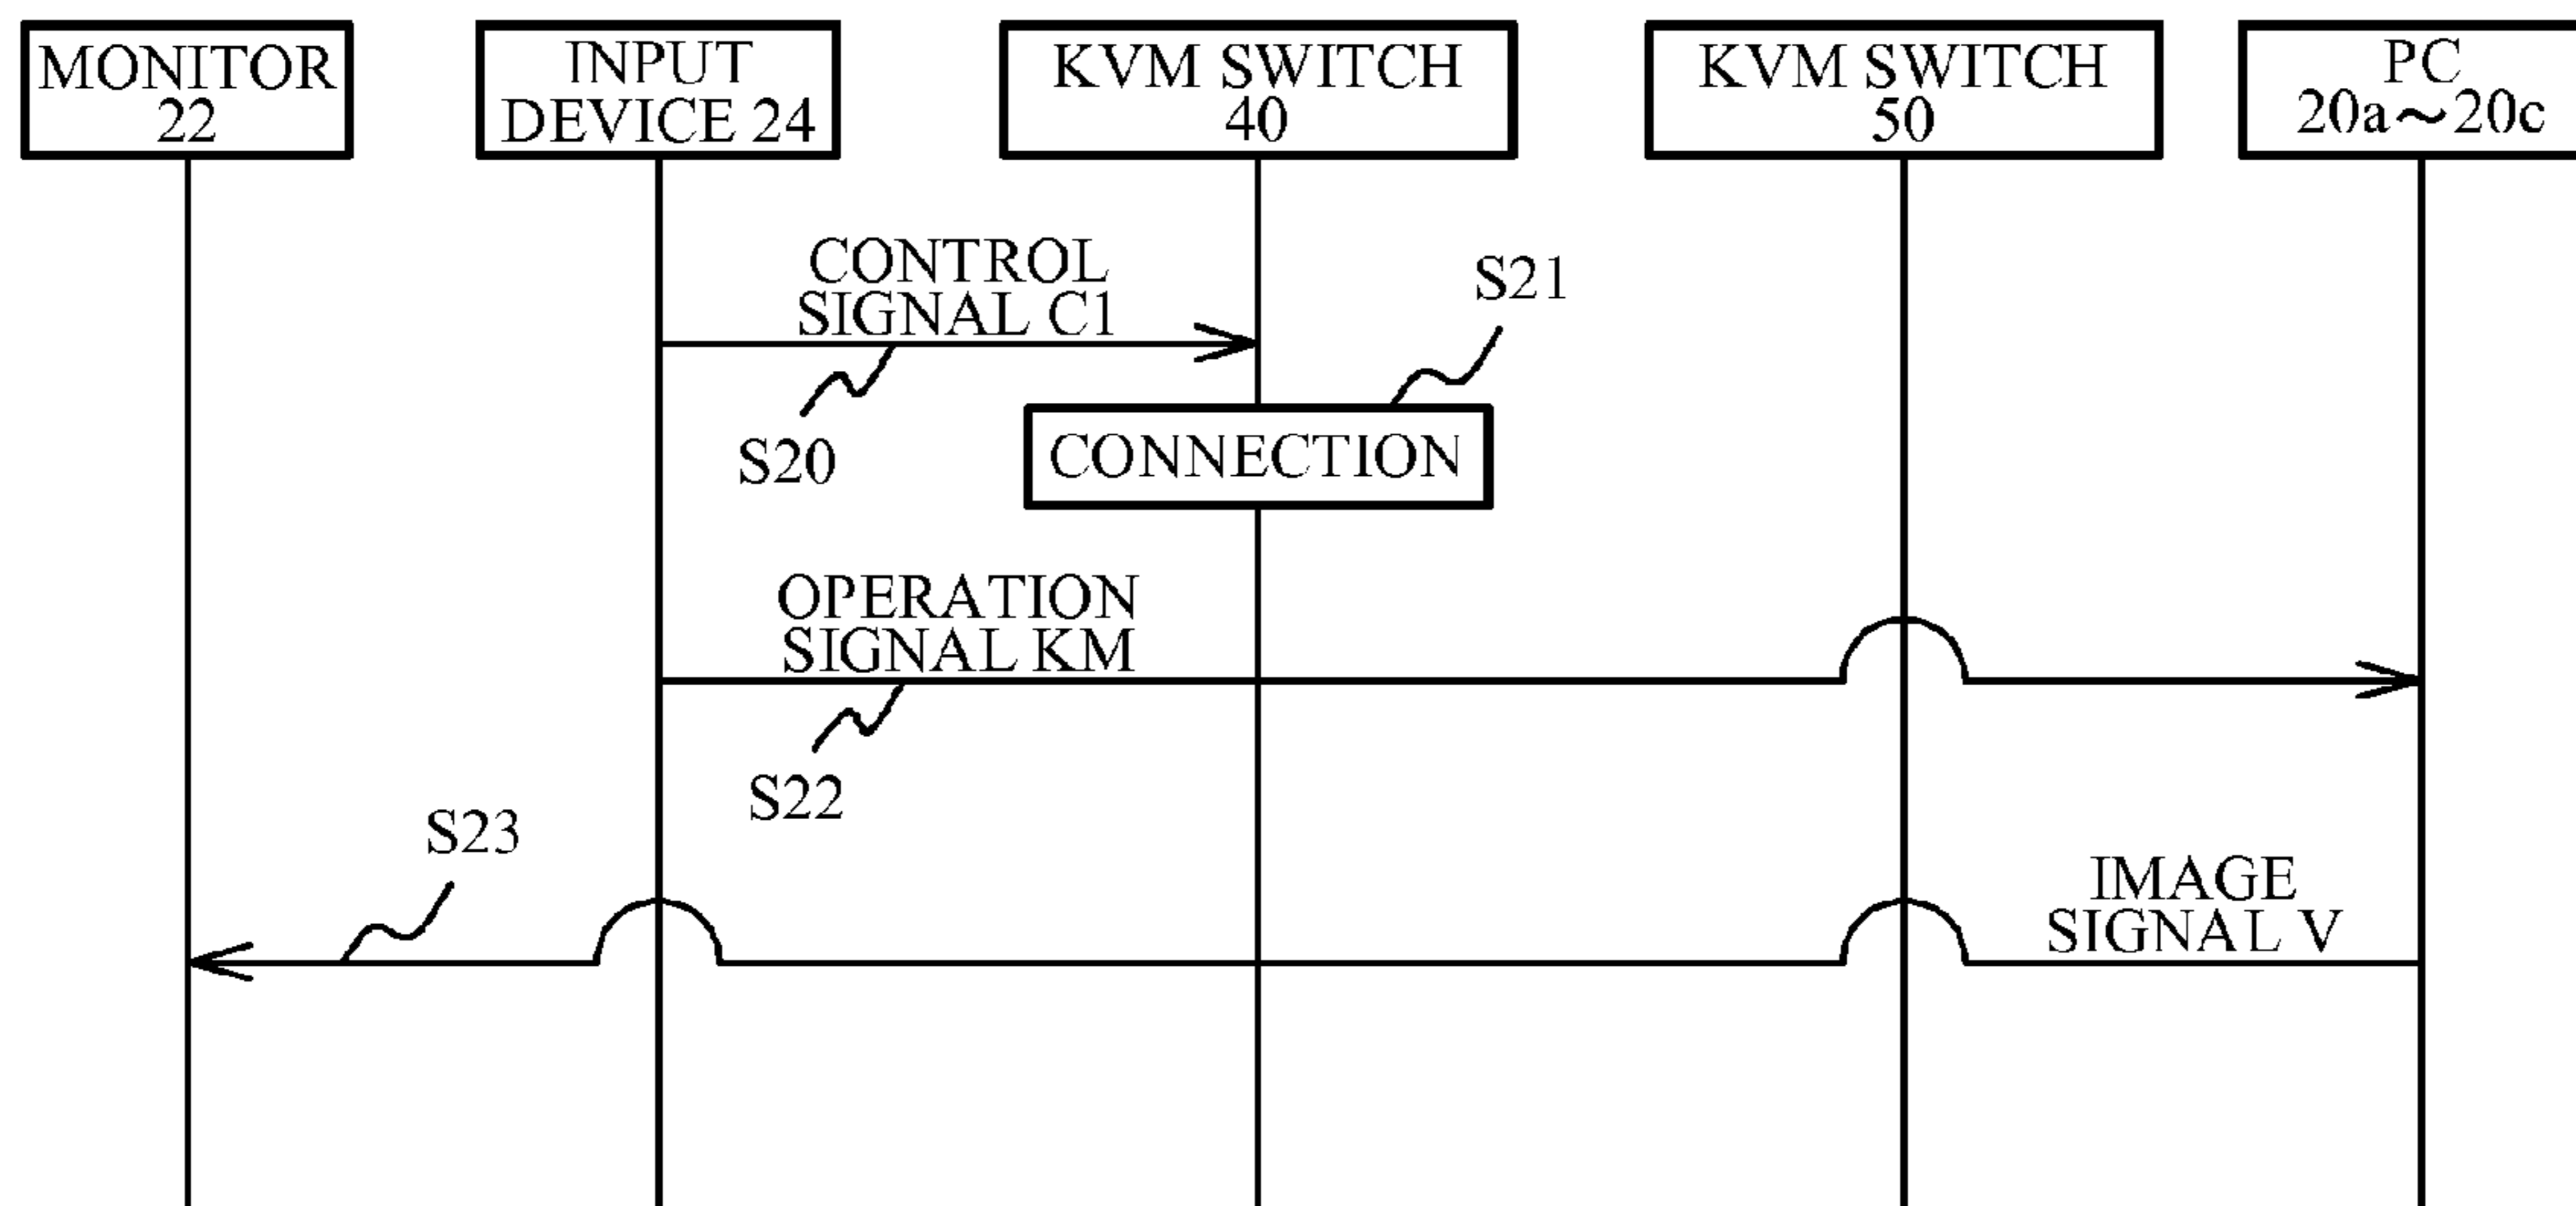 MONITOR
22
INPUT
DEVICE 24
KVM SWITCH
40
KVM SWITCH
50
PC
20a～20c
CONTROL
SIGNAL C1
S21
S20
CONNECTION
OPERATION
SIGNAL KM
S22
S23
IMAGE
SIGNAL V